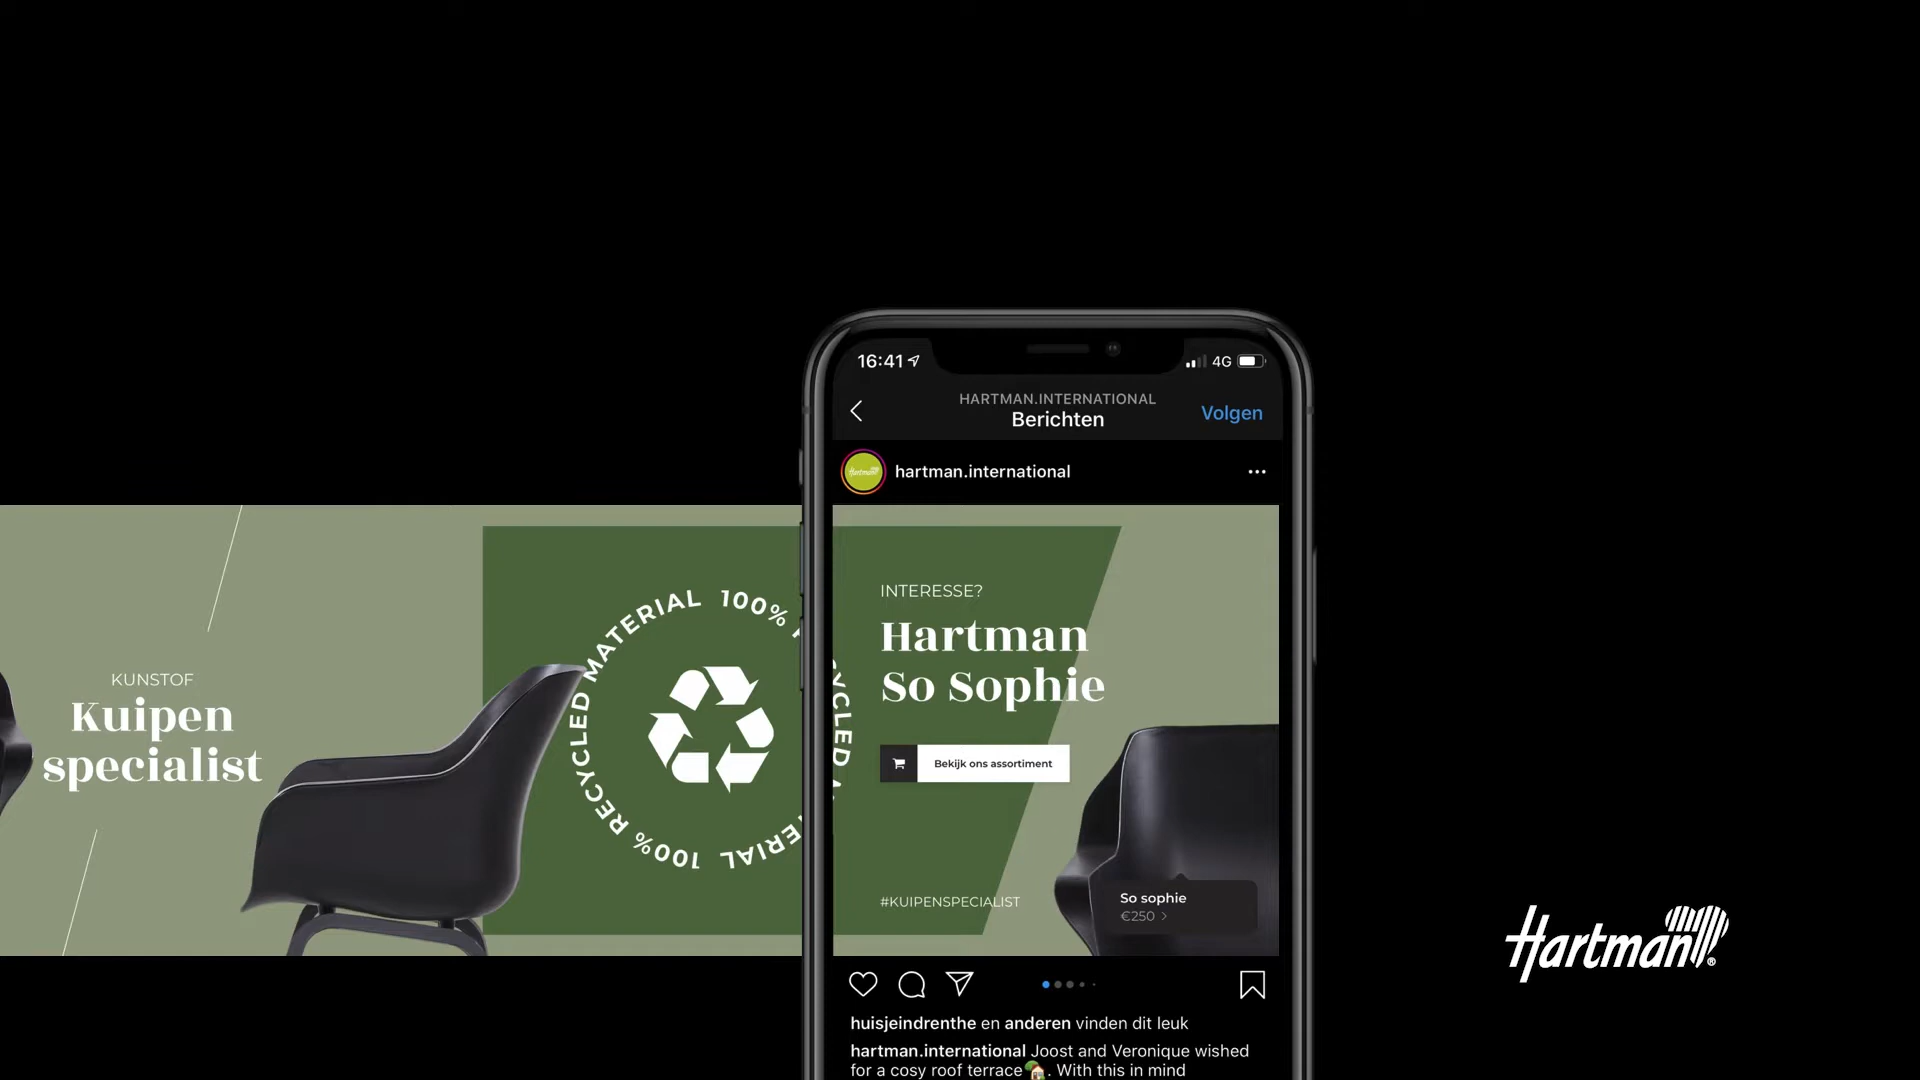 16:41
4G
HARTMAN.INTERNATIONAL
Berichten
Volgen
Hartman
hartman.international
KUNSTOF
Kuipen
specialist
100% RECYCLED MATERIAL
100% RECYCLED MATERIAL
INTERESSE?
Hartman
So Sophie
Bekijk ons assortiment
#KUIPENSPECIALIST
So sophie
€250 >
huisjeindrenthe en anderen vinden dit leuk
hartman.international Joost and Veronique wished
for a cosy roof terrace🏡. With this in mind
Hartman®